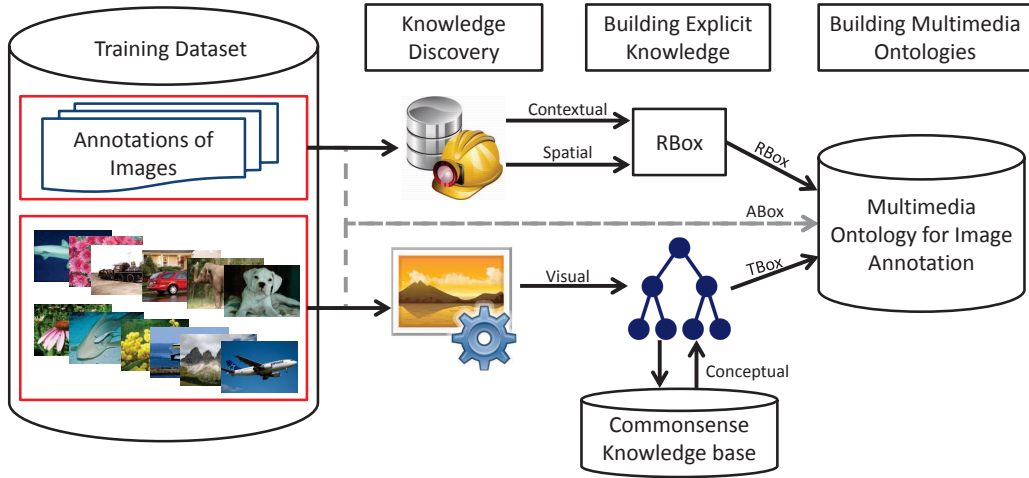 Training Dataset
Knowledge
Discovery
Building Explicit
Knowledge
Building Multimedia
Ontologies
Annotations of
Images
Contextual
Spatial
RBox
RBox
ABox
Multimedia
Ontology for Image
Annotation
Visual
TBox
Conceptual
Commonsense
Knowledge base